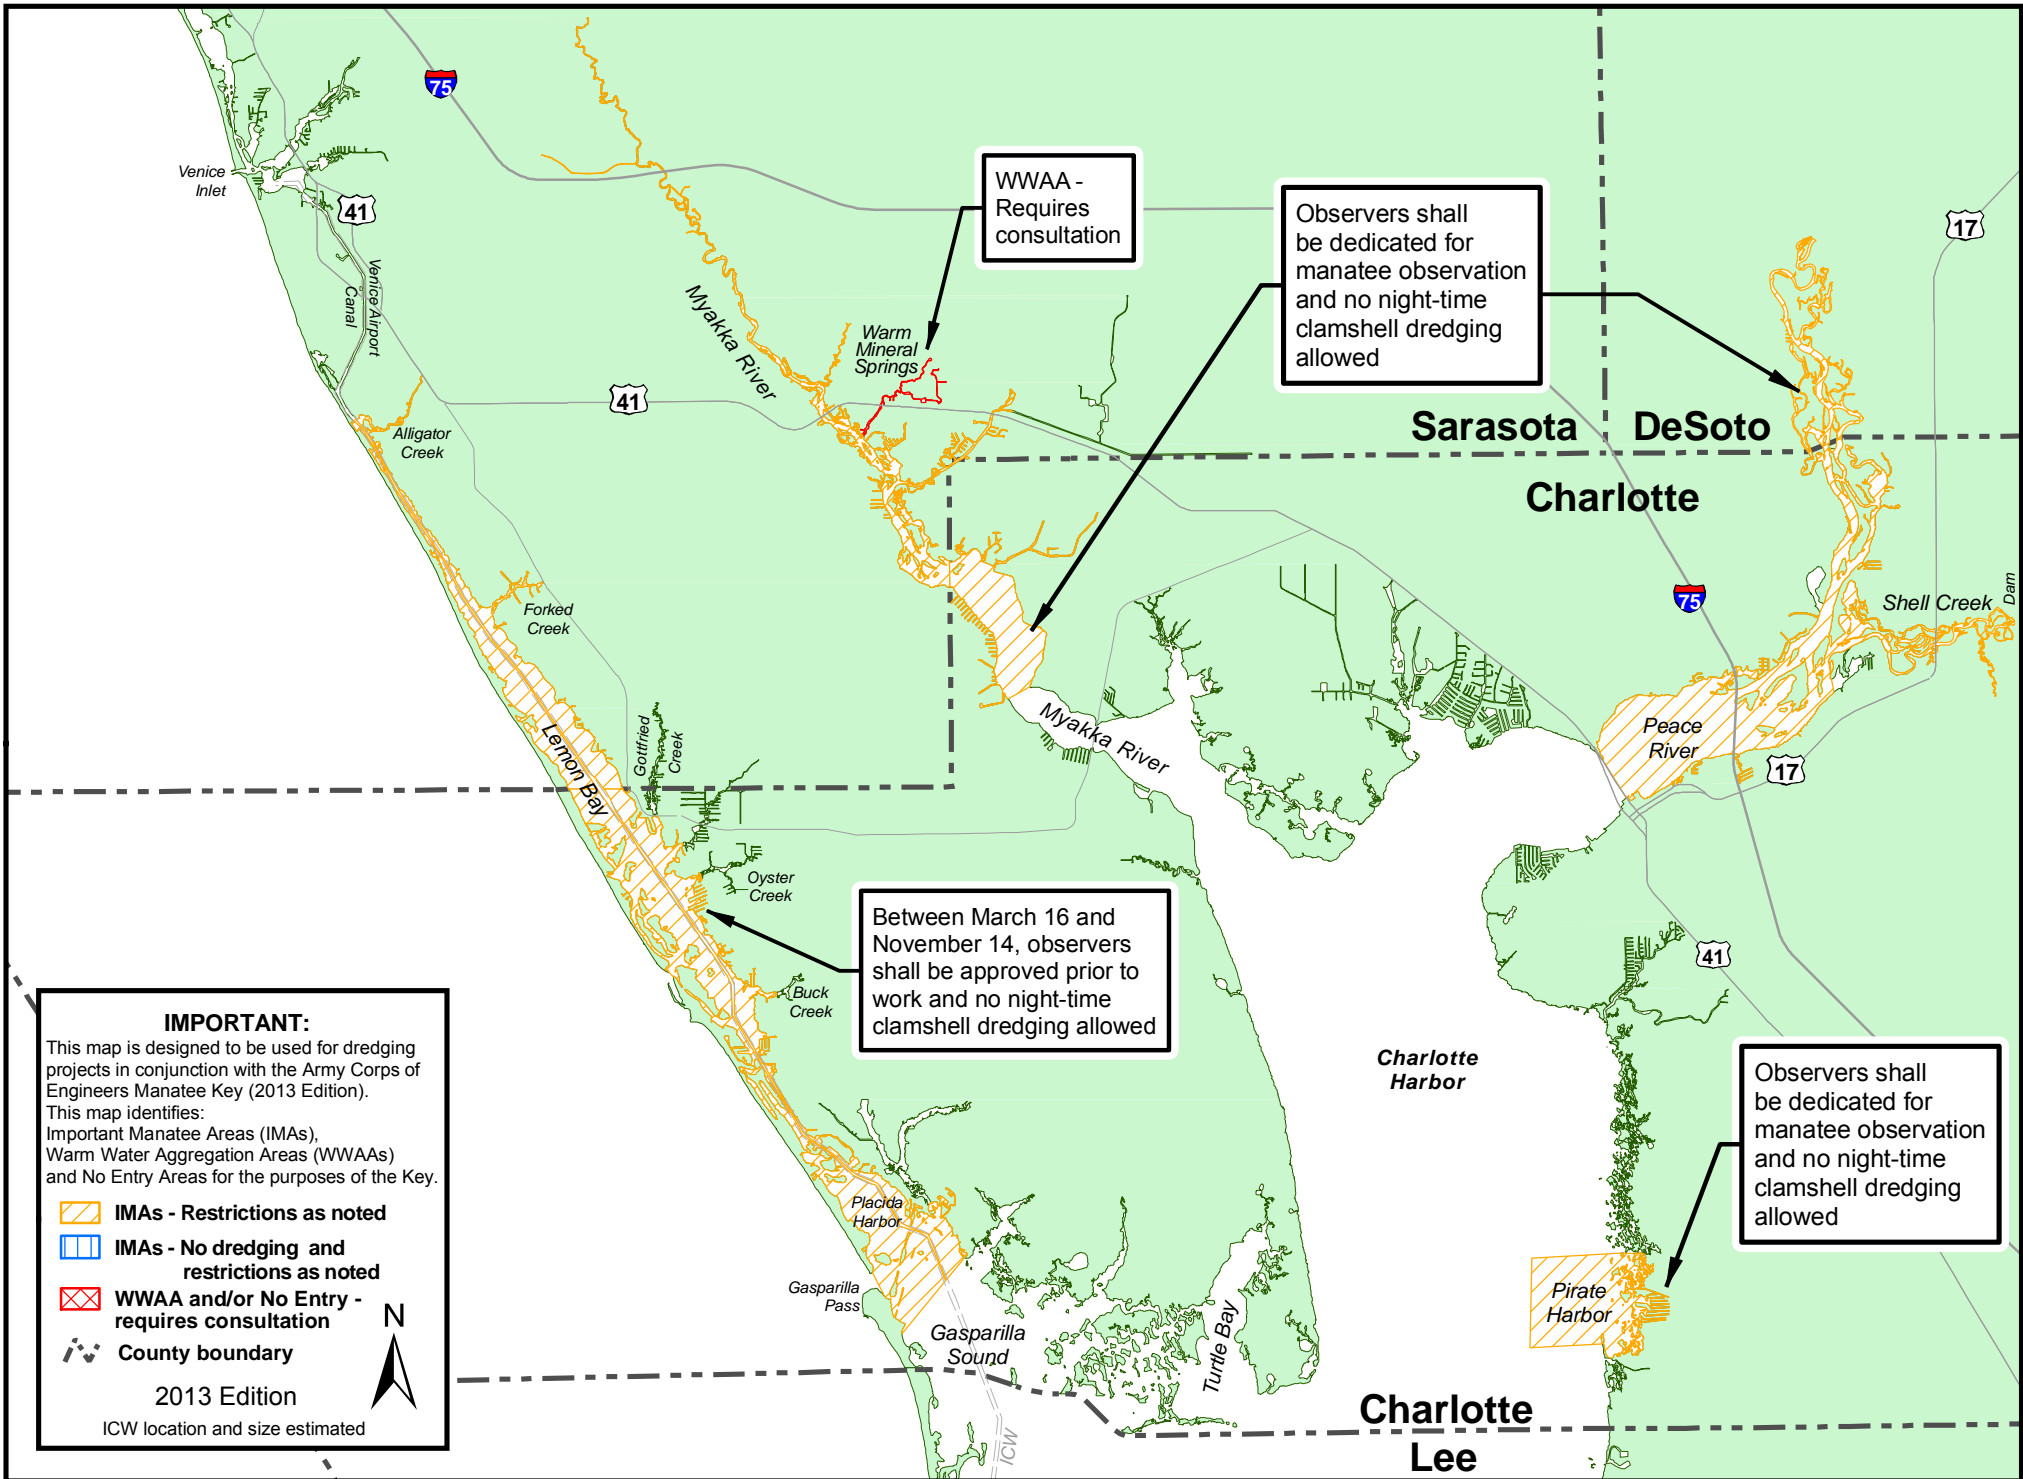 75
Venice
Inlet
41
Venice Airport
Canal
WWAA -
Requires
consultation
Observers shall
be dedicated for
manatee observation
and no night-time
clamshell dredging
allowed
17
Myakka River
Warm
Mineral
Springs
41
Alligator
Creek
Sarasota
DeSoto
Charlotte
Forked
Creek
75
Shell Creek
Dam
Lemon Bay
Gottfried
Creek
Myakka River
Peace
River
17
Oyster
Creek
Between March 16 and
November 14, observers
shall be approved prior to
work and no night-time
clamshell dredging allowed
41
Buck
Creek
Charlotte
Harbor
Observers shall
be dedicated for
manatee observation
and no night-time
clamshell dredging
allowed
Placida
Harbor
Gasparilla
Pass
Gasparilla
Sound
Turtle Bay
Pirate
Harbor
ICW
Charlotte
Lee
IMPORTANT:
This map is designed to be used for dredging
projects in conjunction with the Army Corps of
Engineers Manatee Key (2013 Edition).
This map identifies:
Important Manatee Areas (IMAs),
Warm Water Aggregation Areas (WWAAs)
and No Entry Areas for the purposes of the Key.
IMAs - Restrictions as noted
IMAs - No dredging and
restrictions as noted
WWAA and/or No Entry -
requires consultation
N
County boundary
2013 Edition
ICW location and size estimated